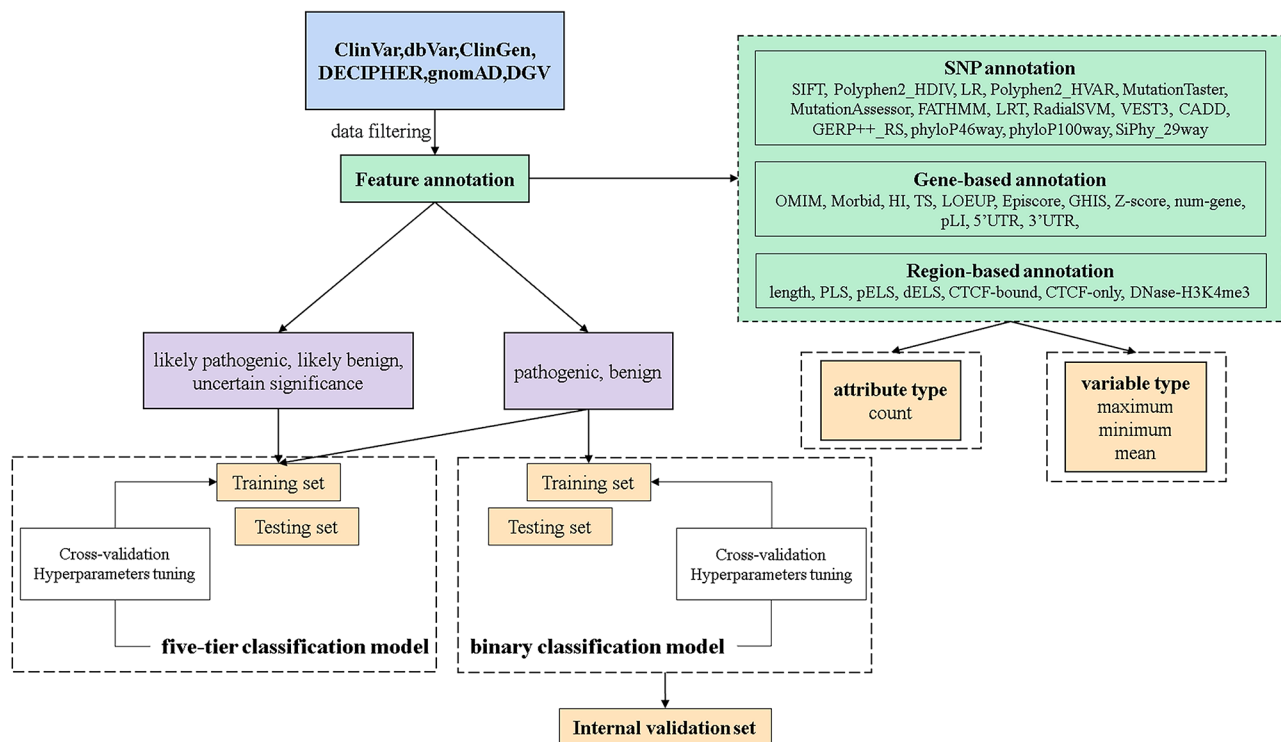 ClinVar,dbVar,ClinGen,
DECIPHER,gnomAD,DGV
data filtering
Feature annotation
SNP annotation
SIFT, Polyphen2_HDIV, LR, Polyphen2_HVAR, MutationTaster,
MutationAssessor, FATHMM, LRT, RadialSVM, VEST3, CADD,
GERP++_RS, phyloP46way, phyloP100way, SiPhy_29way
Gene-based annotation
OMIM, Morbid, HI, TS, LOEUP, Episcore, GHIS, Z-score, num-gene,
pLI, 5’UTR, 3’UTR,
Region-based annotation
length, PLS, pELS, dELS, CTCF-bound, CTCF-only, DNase-H3K4me3
likely pathogenic, likely benign,
uncertain significance
pathogenic, benign
attribute type
count
variable type
maximum
minimum
mean
Training set
Testing set
Cross-validation
Hyperparameters tuning
five-tier classification model
Training set
Testing set
Cross-validation
Hyperparameters tuning
binary classification model
Internal validation set